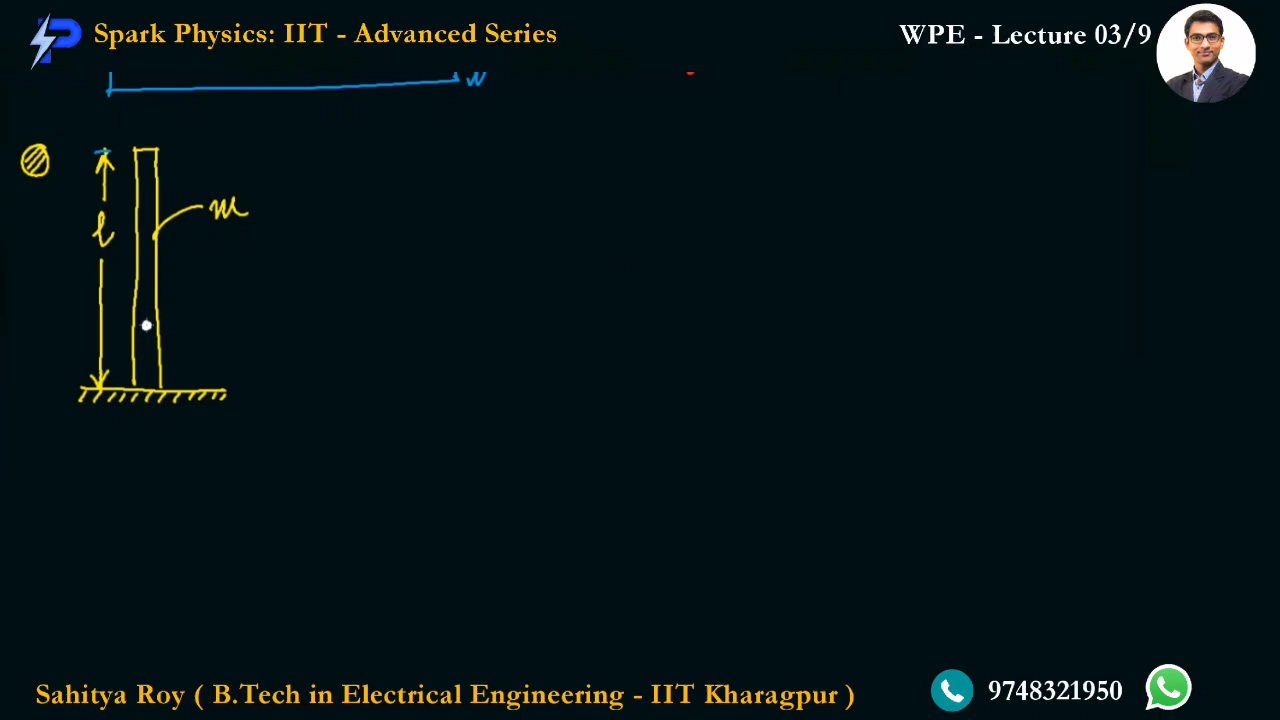 Spark Physics: IIT - Advanced Series
WPE - Lecture 03/9
l
m
Sahitya Roy ( B.Tech in Electrical Engineering - IIT Kharagpur )
9748321950